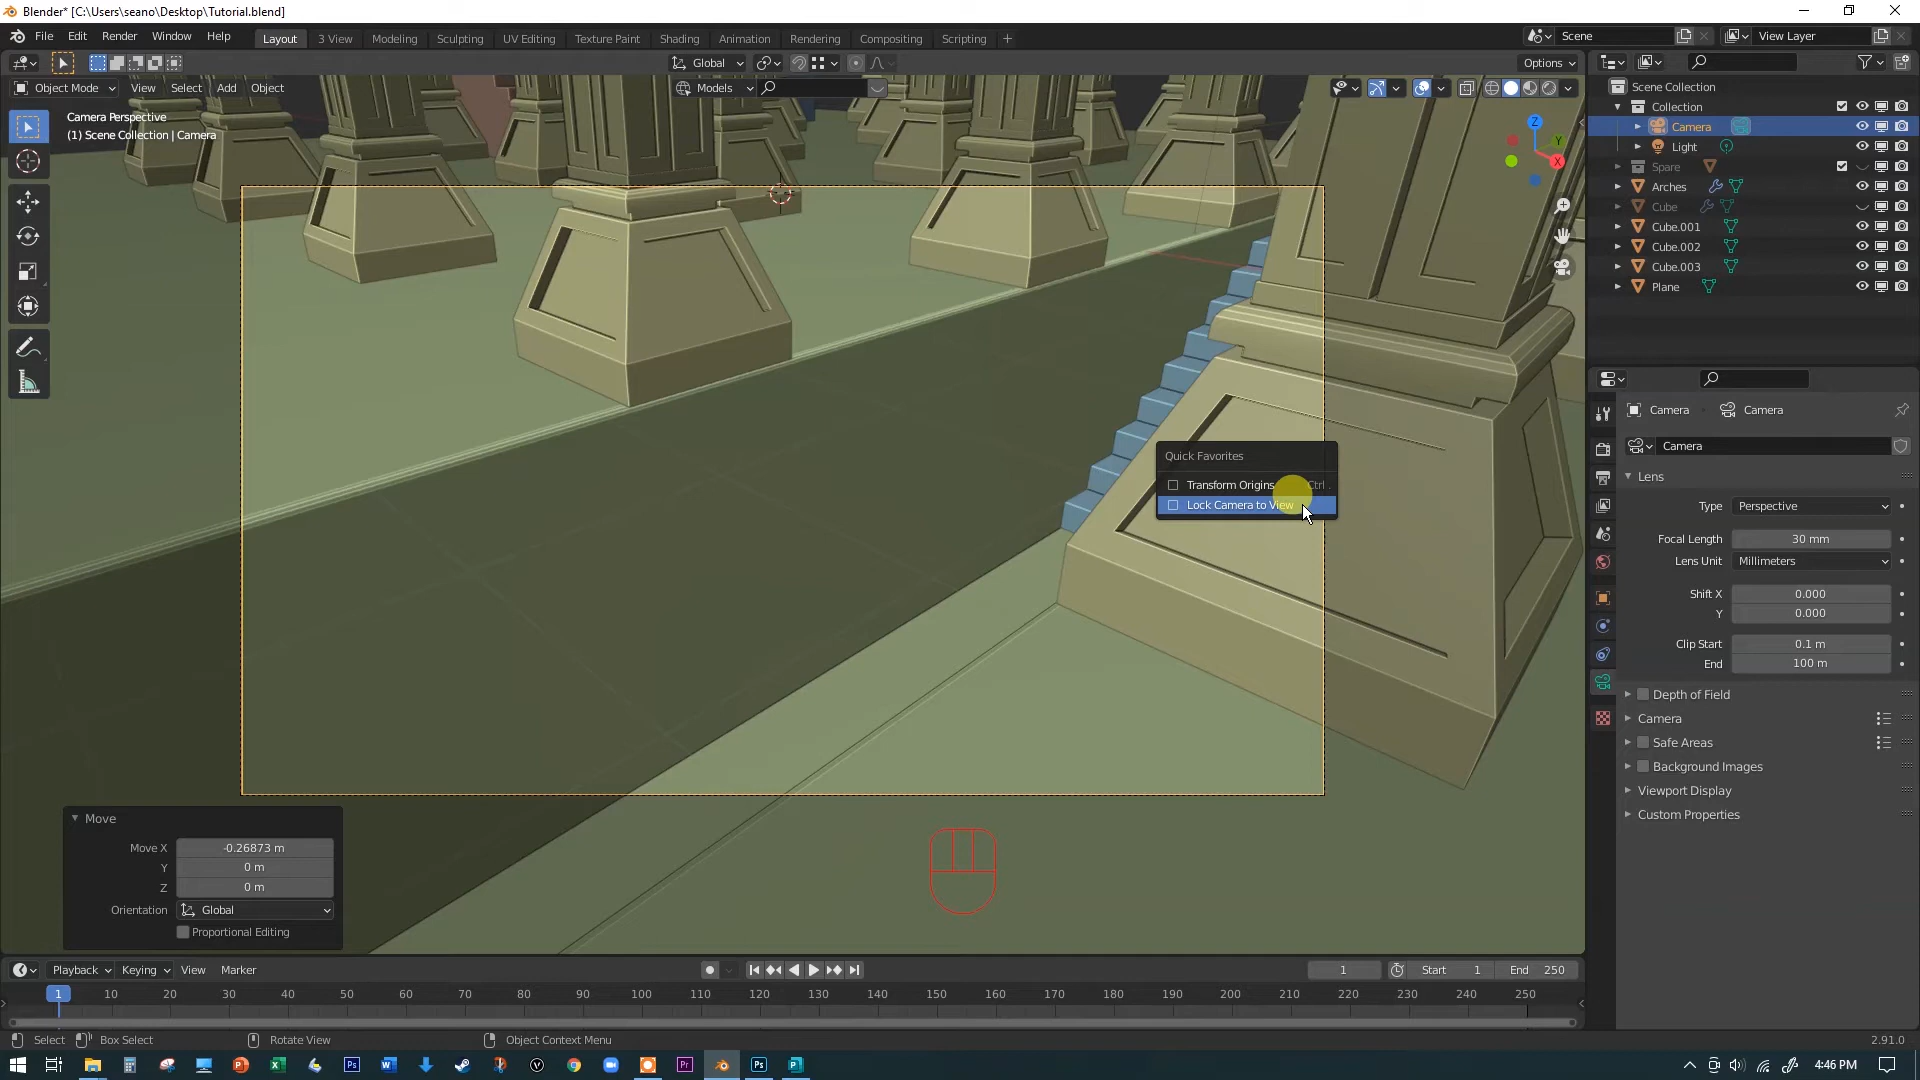 Blender* [C:\Users\seano\Desktop\Tutorial.blend]
File Edit Render Window Help Layout 3 View Modeling Sculpting UV Editing Texture Paint Shading Animation Rendering Compositing Scripting + Scene View Layer
Global Options
Object Mode View Select Add Object Models
Camera Perspective
(1) Scene Collection | Camera
Z
Y
X
Scene Collection
Collection
Camera
Light
Spare
Arches
Cube
Cube.001
Cube.002
Cube.003
Plane
Quick Favorites
Transform Origins Ctrl .
Lock Camera to View
Camera Camera
Camera
Lens
Type Perspective
Focal Length 30 mm
Lens Unit Millimeters
Shift X 0.000
Y 0.000
Clip Start 0.1 m
End 100 m
Depth of Field
Camera
Safe Areas
Background Images
Viewport Display
Custom Properties
Move
Move X -0.26873 m
Y 0 m
Z 0 m
Orientation Global
Proportional Editing
Playback Keying View Marker 1 Start 1 End 250
1 10 20 30 40 50 60 70 80 90 100 110 120 130 140 150 160 170 180 190 200 210 220 230 240 250
Select Box Select Rotate View Object Context Menu 2.91.0
4:46 PM